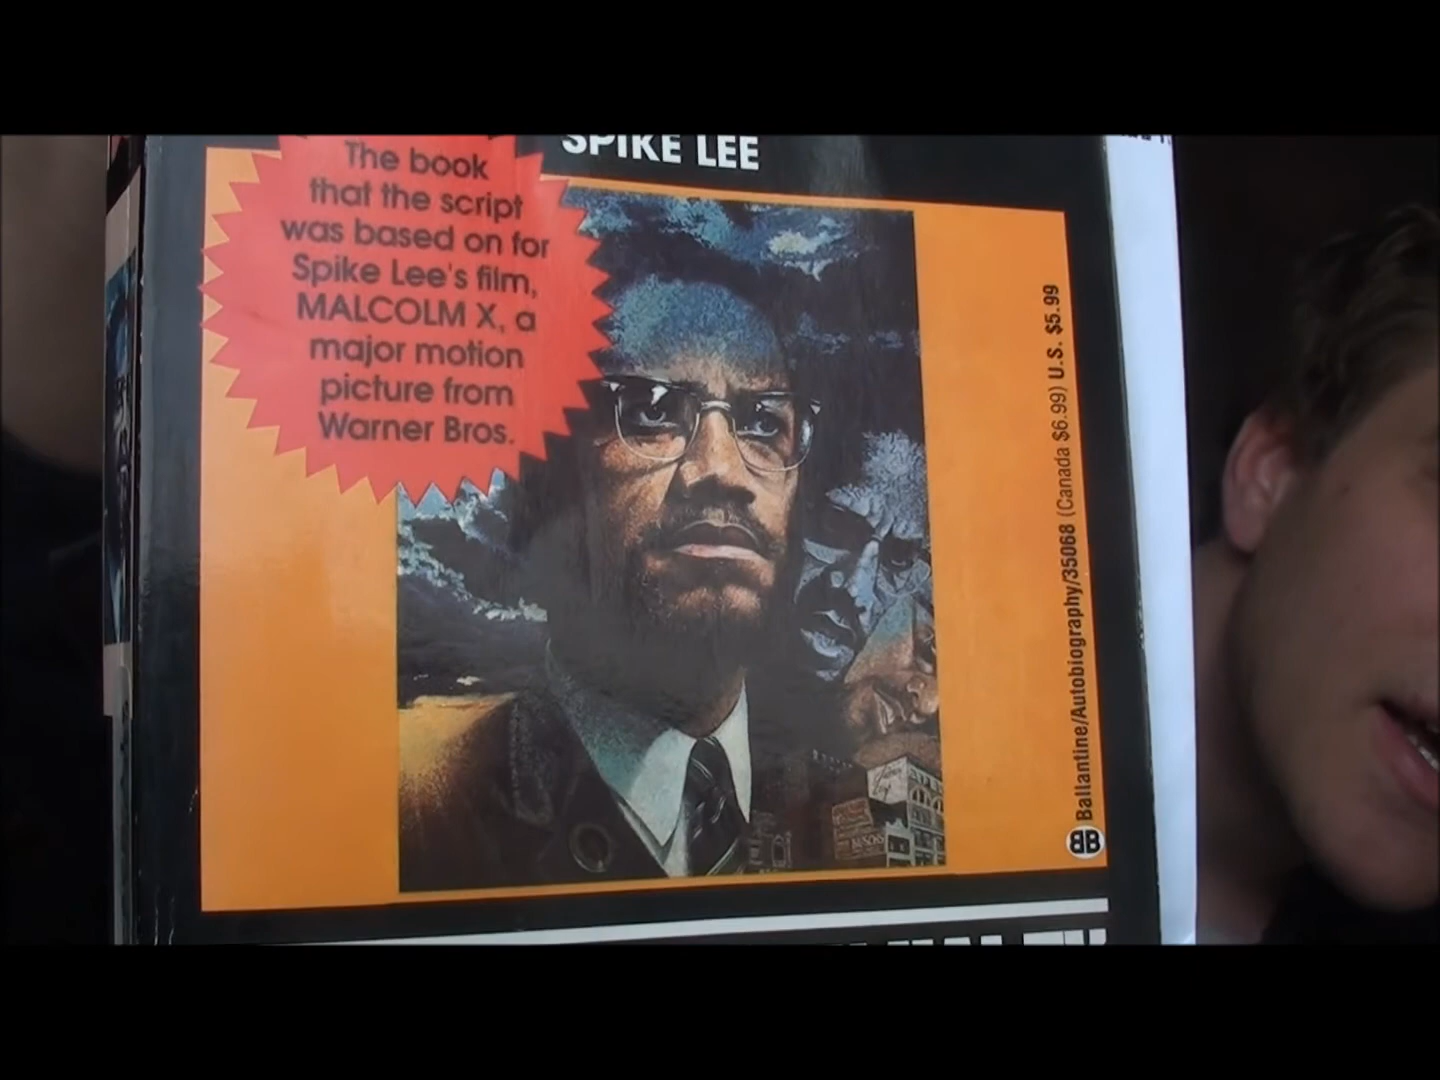 SPIKE LEE
The book
that the script
was based on for
Spike Lee's film,
MALCOLM X, a
major motion
picture from
Warner Bros.
Ballantine/Autobiography/35068 (Canada $6.99) U.S. $5.99
BB